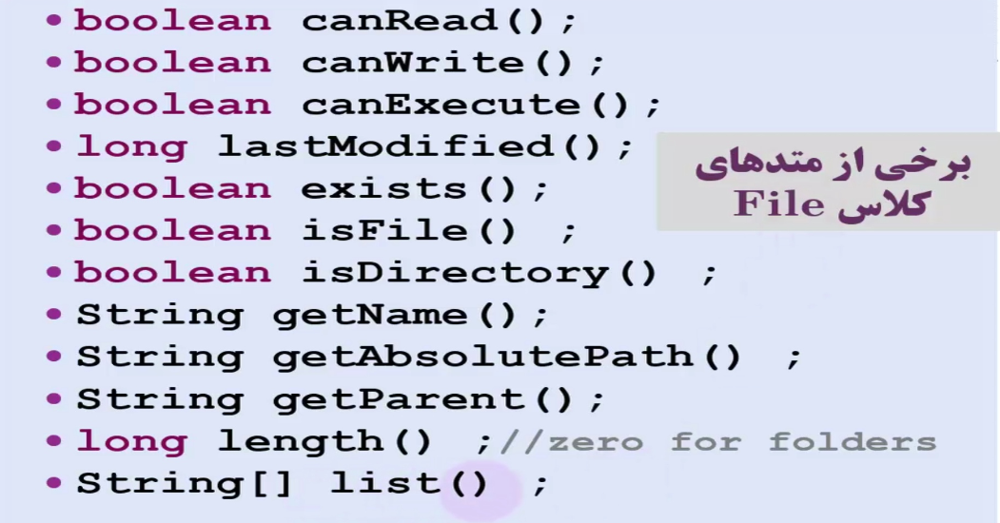 • boolean canRead();
• boolean canWrite();
• boolean canExecute();
• long lastModified();
برخی از متدهای
کلاس File
• boolean exists();
• boolean isFile() ;
• boolean isDirectory() ;
• String getName();
• String getAbsolutePath() ;
• String getParent();
• long length() ;//zero for folders
• String[] list() ;